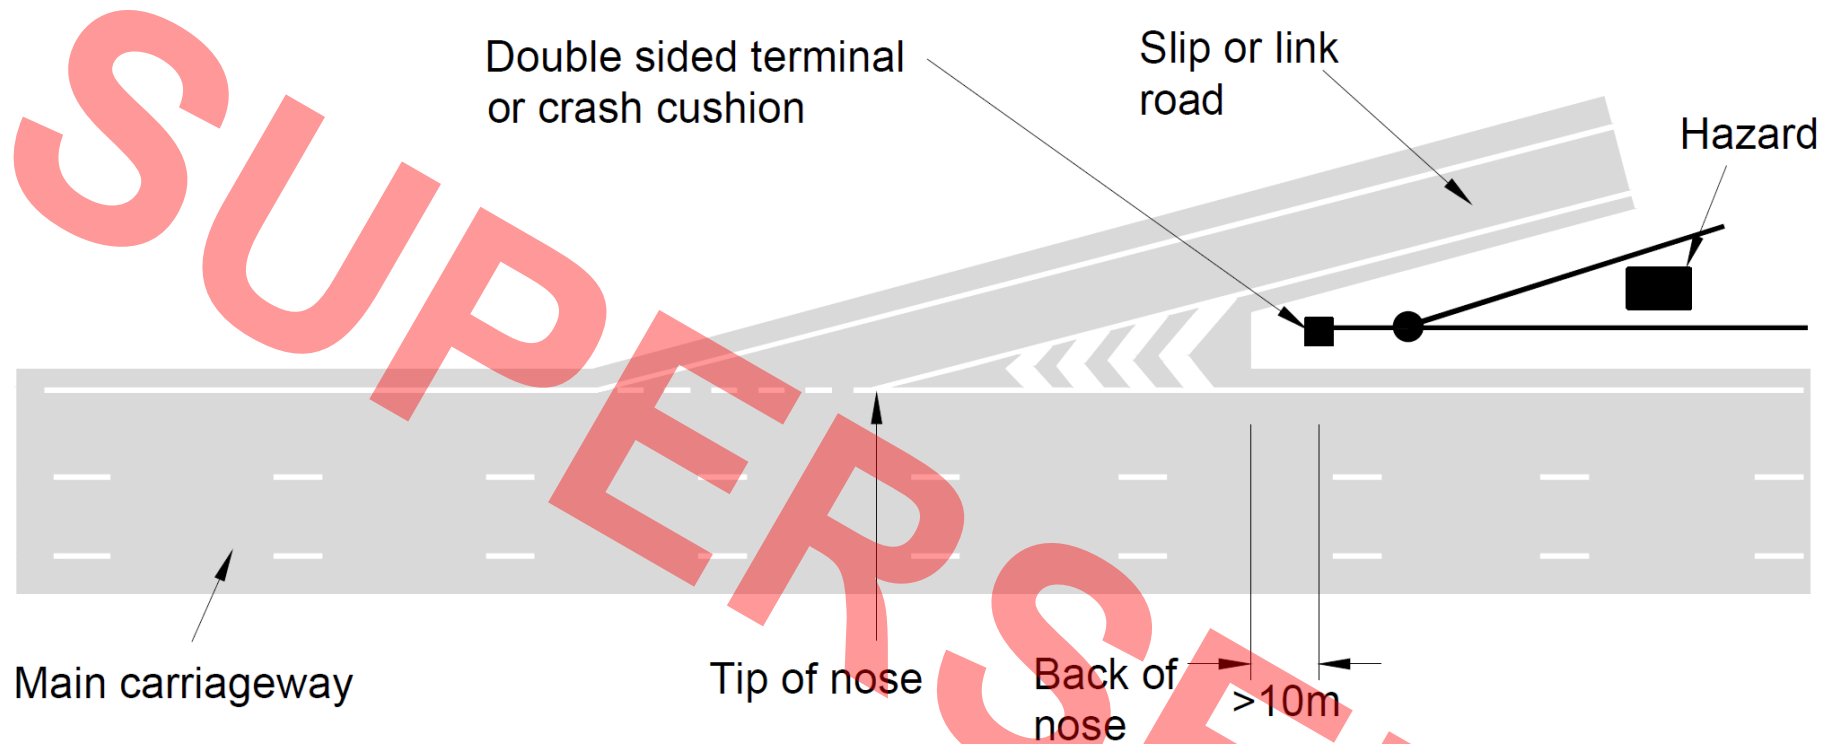 Double sided terminal
or crash cushion
Slip or link
road
Hazard
Main carriageway
Tip of nose
Back of
nose
>10m